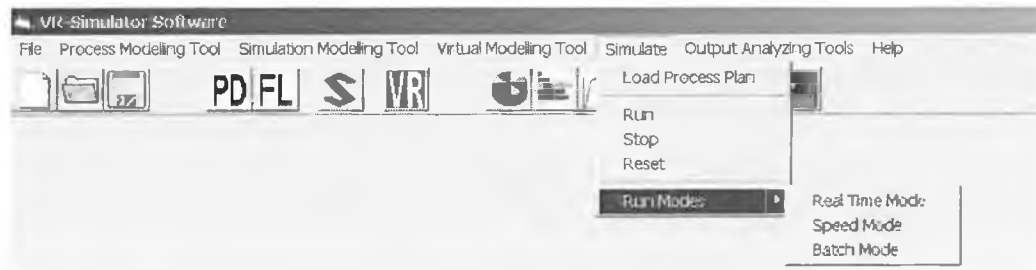 VR-Simulator Software
File Process Modeling Tool Simulation Modeling Tool Virtual Modeling Tool Simulate Output Analyzing Tools Help
PD FL S VR
Load Process Plan
Run
Stop
Reset
Run Modes
Real Time Mode
Speed Mode
Batch Mode